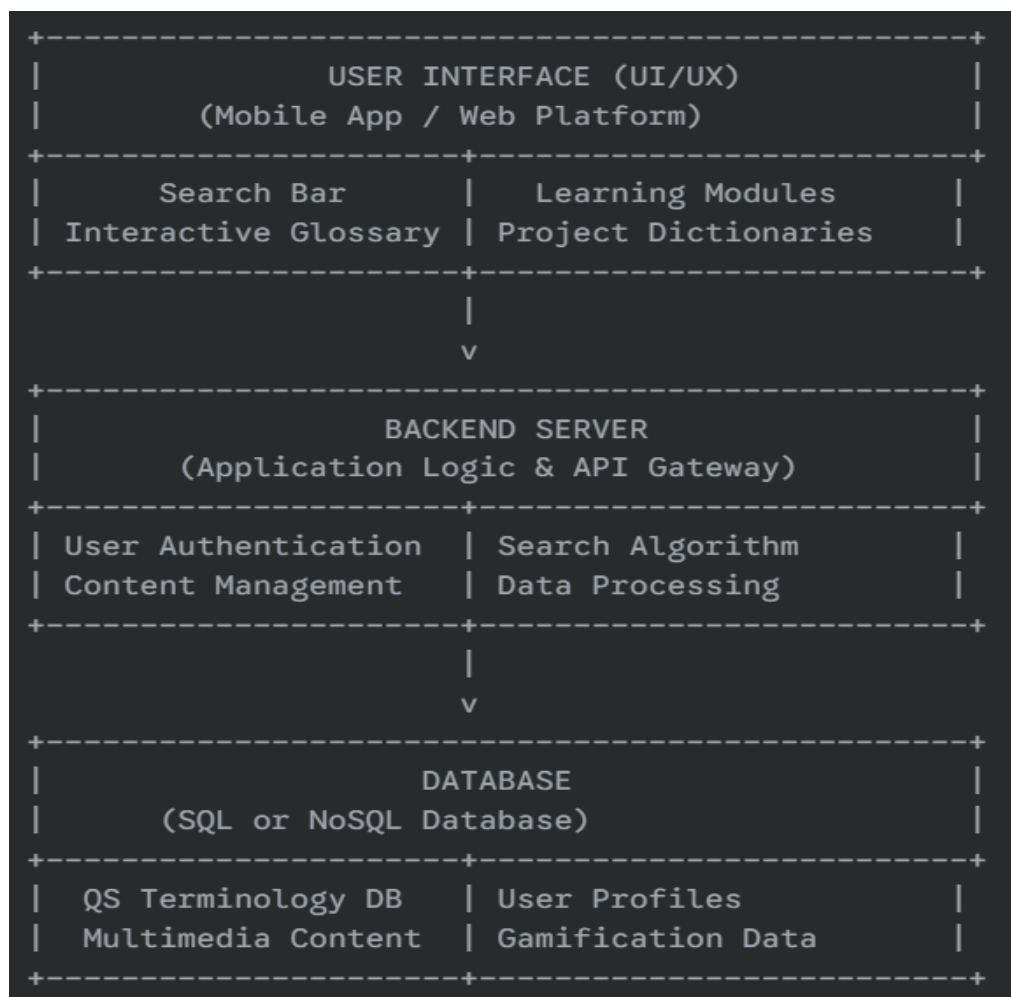 +--------------------------------------------------+
| USER INTERFACE (UI/UX) |
| (Mobile App / Web Platform) |
+----------------------+---------------------------+
| Search Bar | Learning Modules |
| Interactive Glossary | Project Dictionaries |
+----------------------+---------------------------+
|
v
+--------------------------------------------------+
| BACKEND SERVER |
| (Application Logic & API Gateway) |
+----------------------+---------------------------+
| User Authentication | Search Algorithm |
| Content Management | Data Processing |
+----------------------+---------------------------+
|
v
+--------------------------------------------------+
| DATABASE |
| (SQL or NoSQL Database) |
+----------------------+---------------------------+
| QS Terminology DB | User Profiles |
| Multimedia Content | Gamification Data |
+----------------------+---------------------------+